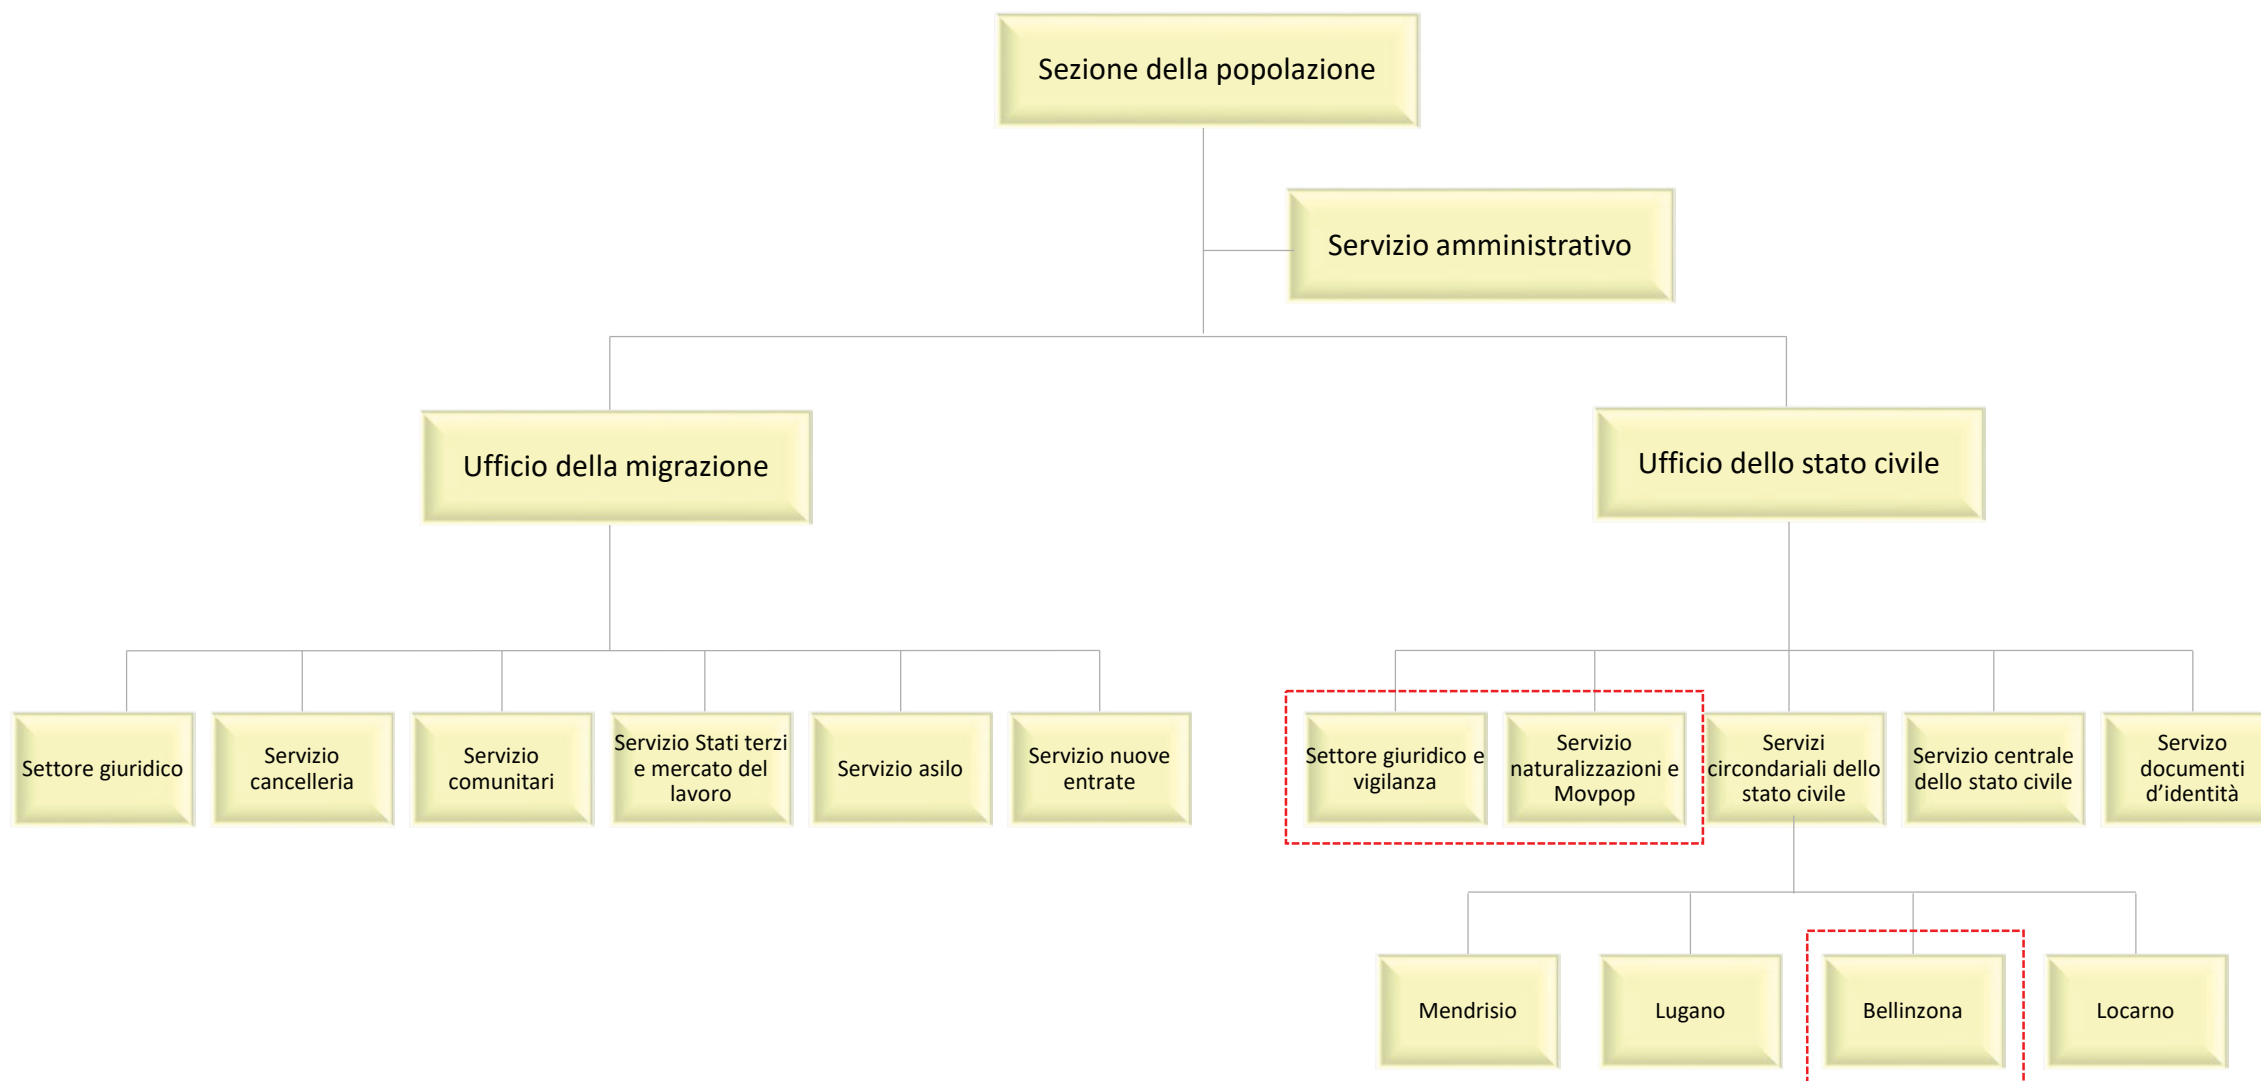 Sezione della popolazione
Servizio amministrativo
Ufficio della migrazione
Ufficio dello stato civile
Settore giuridico
Servizio
cancelleria
Servizio
comunitari
Servizio Stati terzi
e mercato del
lavoro
Servizio asilo
Servizio nuove
entrate
Settore giuridico e
vigilanza
Servizio
naturalizzazioni e
Movpop
Servizi
circondariali dello
stato civile
Servizio centrale
dello stato civile
Servizo
documenti
d’identità
Mendrisio
Lugano
Bellinzona
Locarno